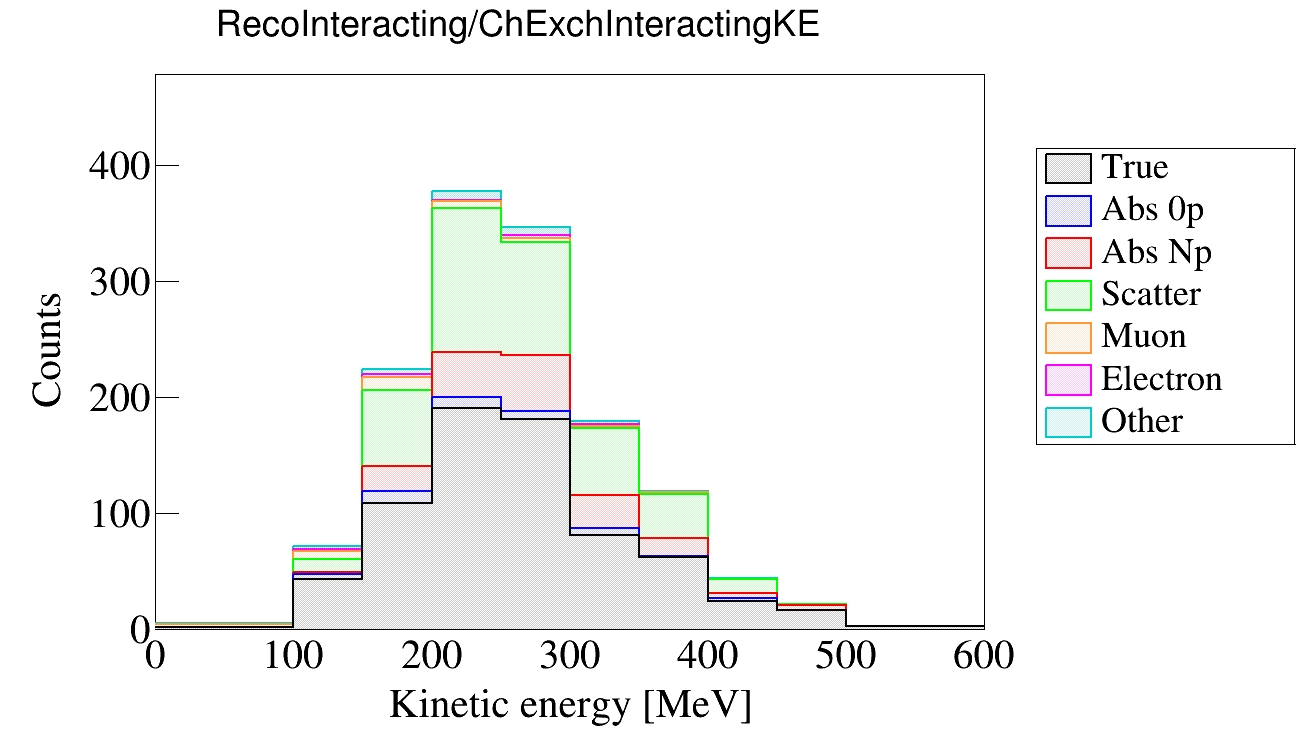 RecoInteracting/ChExchInteractingKE
Counts
400
300
200
100
0
0 100 200 300 400 500 600
Kinetic energy [MeV]
True
Abs 0p
Abs Np
Scatter
Muon
Electron
Other